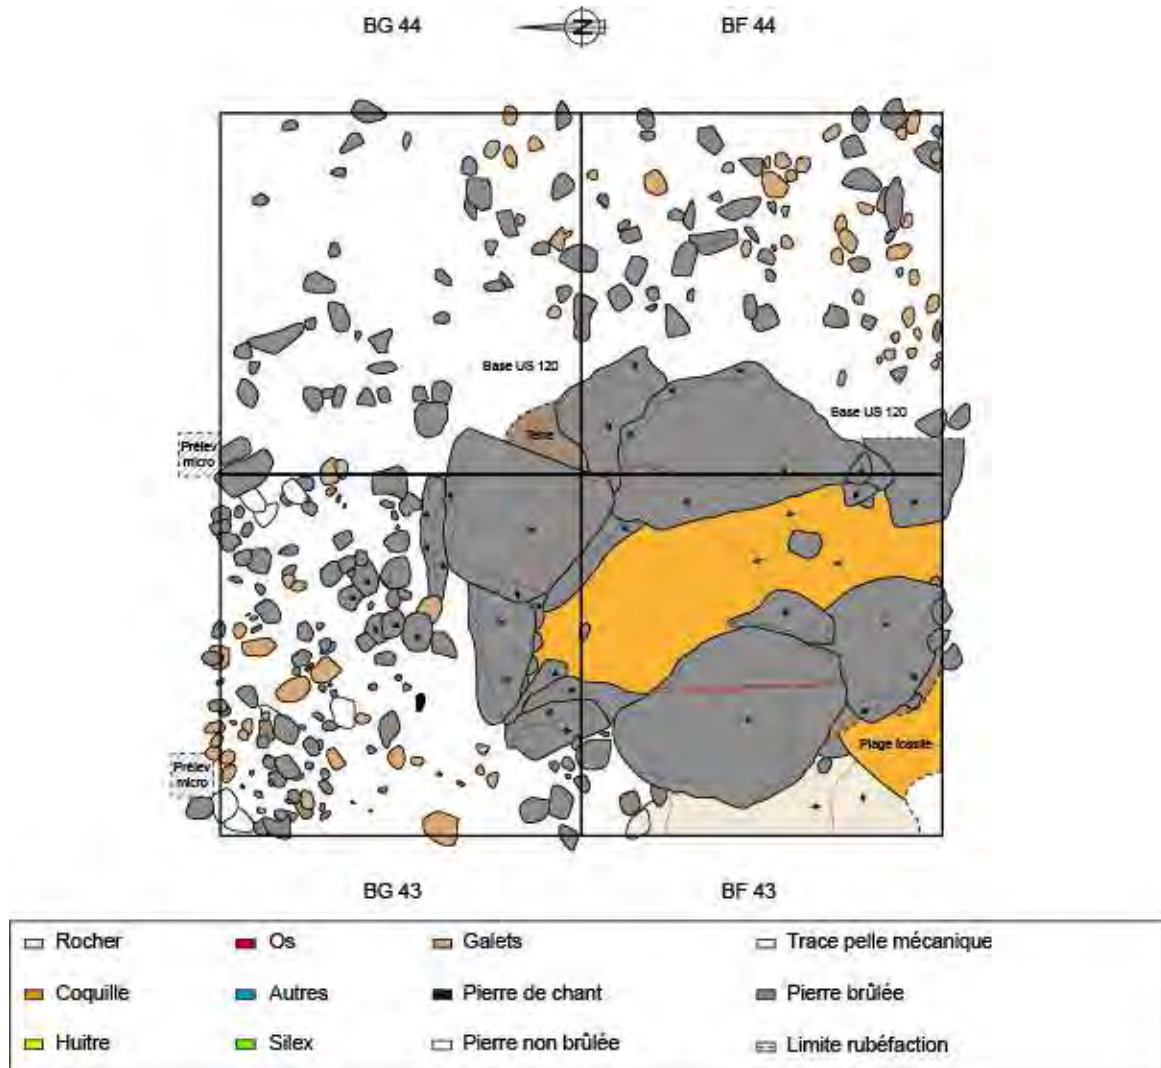 BG 44 N BF 44
Base US 120
Base US 120
Terre
Prélev
micro
Plage fossile
Prélev
micro
BG 43 BF 43
Rocher Os Galets Trace pelle mécanique
Coquille Autres Pierre de chant Pierre brûlée
Huitre Silex Pierre non brûlée Limite rubéfaction